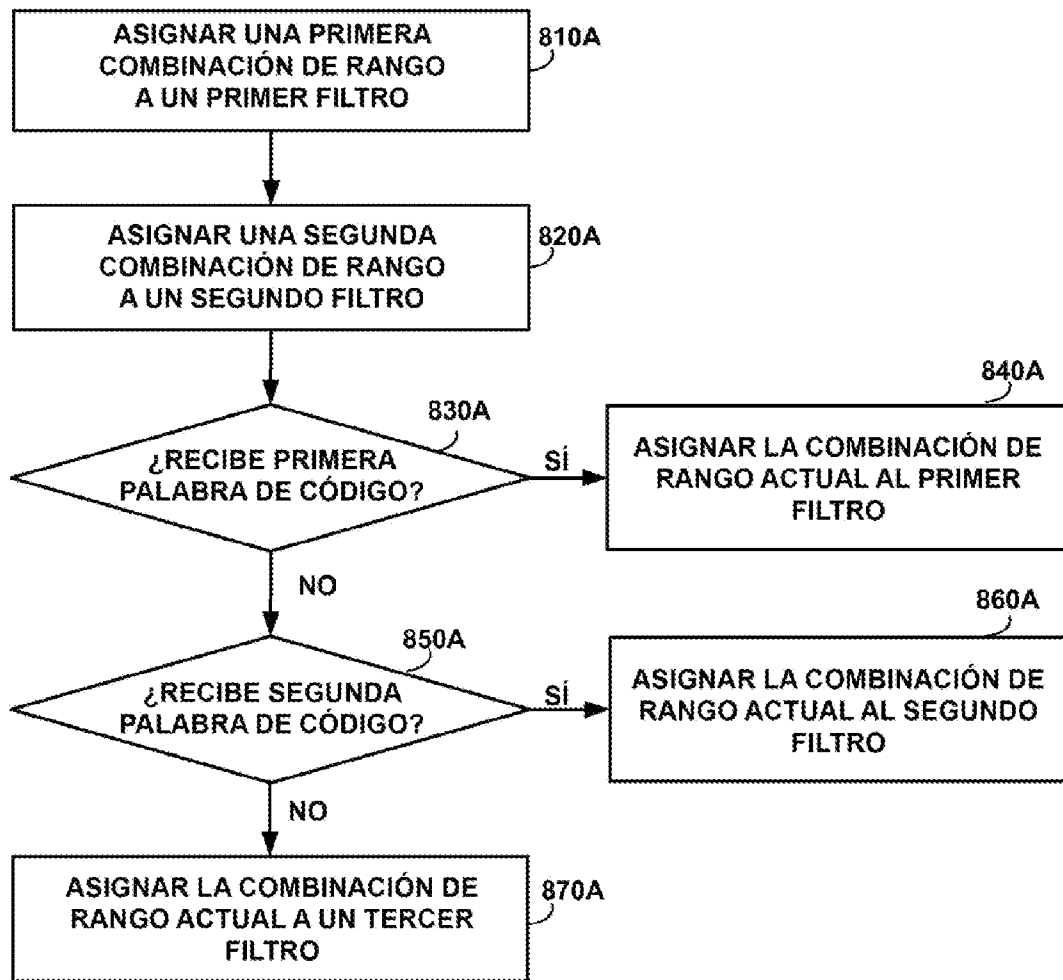 ASIGNAR UNA PRIMERA
COMBINACIÓN DE RANGO
A UN PRIMER FILTRO
810A
ASIGNAR UNA SEGUNDA
COMBINACIÓN DE RANGO
A UN SEGUNDO FILTRO
820A
830A
¿RECIBE PRIMERA
PALABRA DE CÓDIGO?
SÍ
840A
ASIGNAR LA COMBINACIÓN DE
RANGO ACTUAL AL PRIMER
FILTRO
NO
850A
¿RECIBE SEGUNDA
PALABRA DE CÓDIGO?
SÍ
860A
ASIGNAR LA COMBINACIÓN DE
RANGO ACTUAL AL SEGUNDO
FILTRO
NO
ASIGNAR LA COMBINACIÓN DE
RANGO ACTUAL A UN TERCER
FILTRO
870A